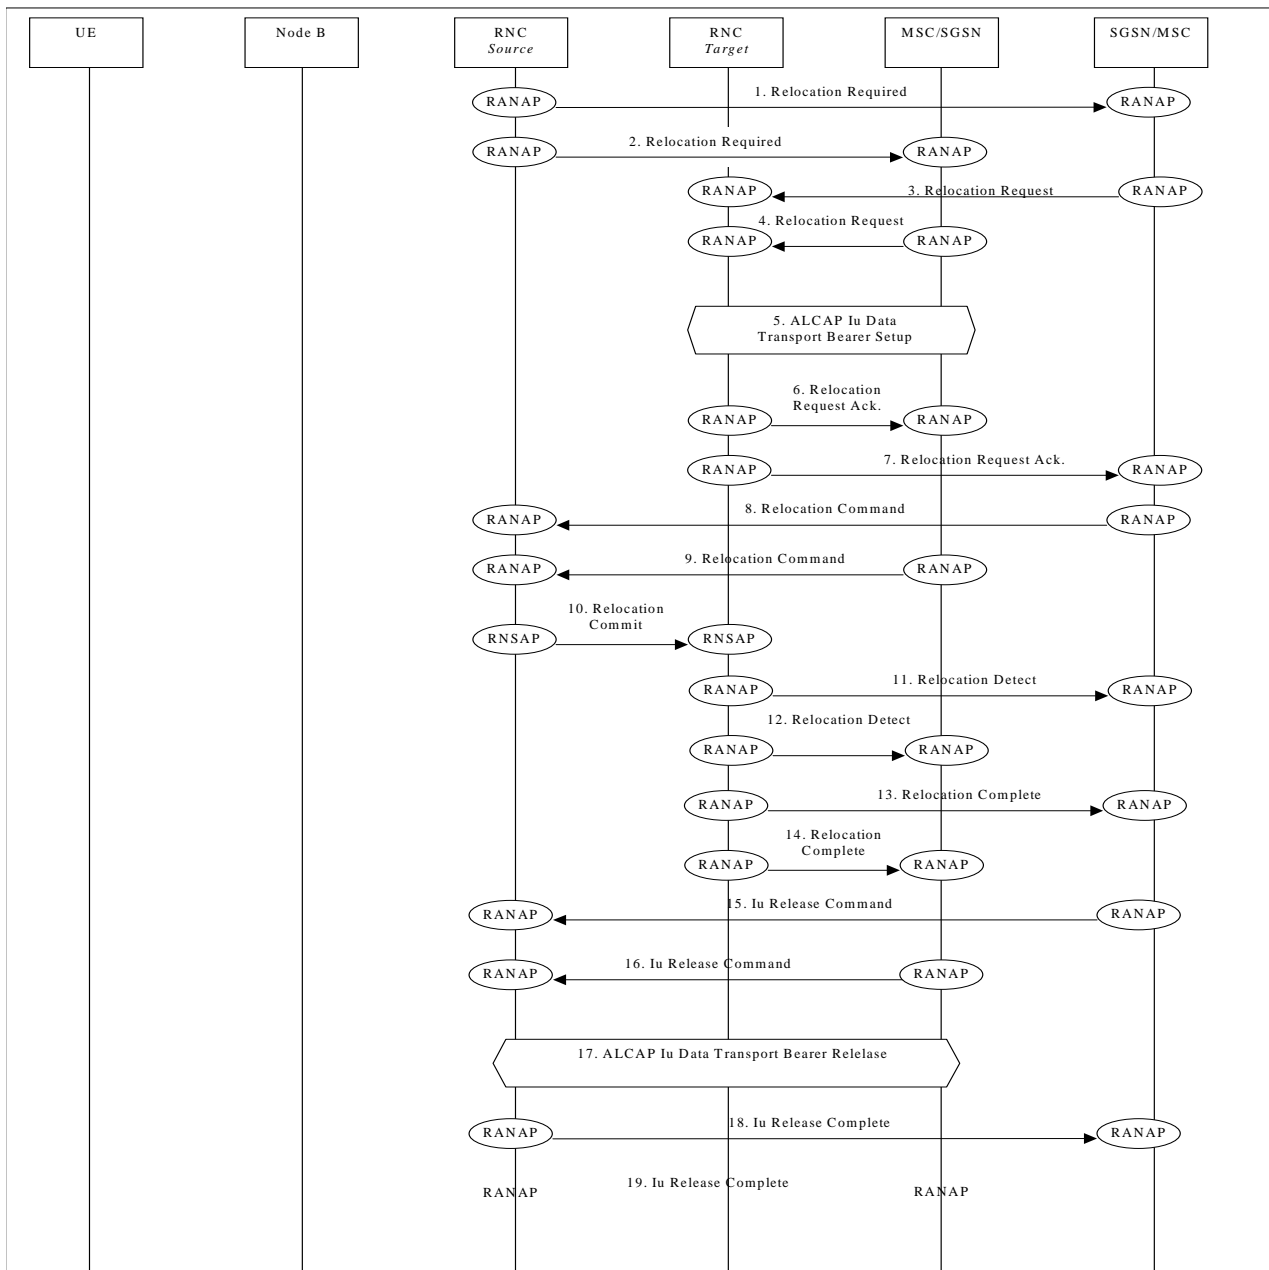 UE
Node B
RNC
Source
RNC
Target
MSC/SGSN
SGSN/MSC
RANAP
1. Relocation Required
RANAP
RANAP
2. Relocation Required
RANAP
RANAP
3. Relocation Request
RANAP
RANAP
4. Relocation Request
RANAP
5. ALCAP Iu Data
Transport Bearer Setup
RANAP
6. Relocation
Request Ack.
RANAP
RANAP
7. Relocation Request Ack.
RANAP
RANAP
8. Relocation Command
RANAP
RANAP
9. Relocation Command
RANAP
RNSAP
10. Relocation
Commit
RNSAP
RANAP
11. Relocation Detect
RANAP
RANAP
12. Relocation Detect
RANAP
RANAP
13. Relocation Complete
RANAP
RANAP
14. Relocation
Complete
RANAP
RANAP
15. Iu Release Command
RANAP
RANAP
16. Iu Release Command
RANAP
17. ALCAP Iu Data Transport Bearer Relelase
RANAP
18. Iu Release Complete
RANAP
RANAP
19. Iu Release Complete
RANAP